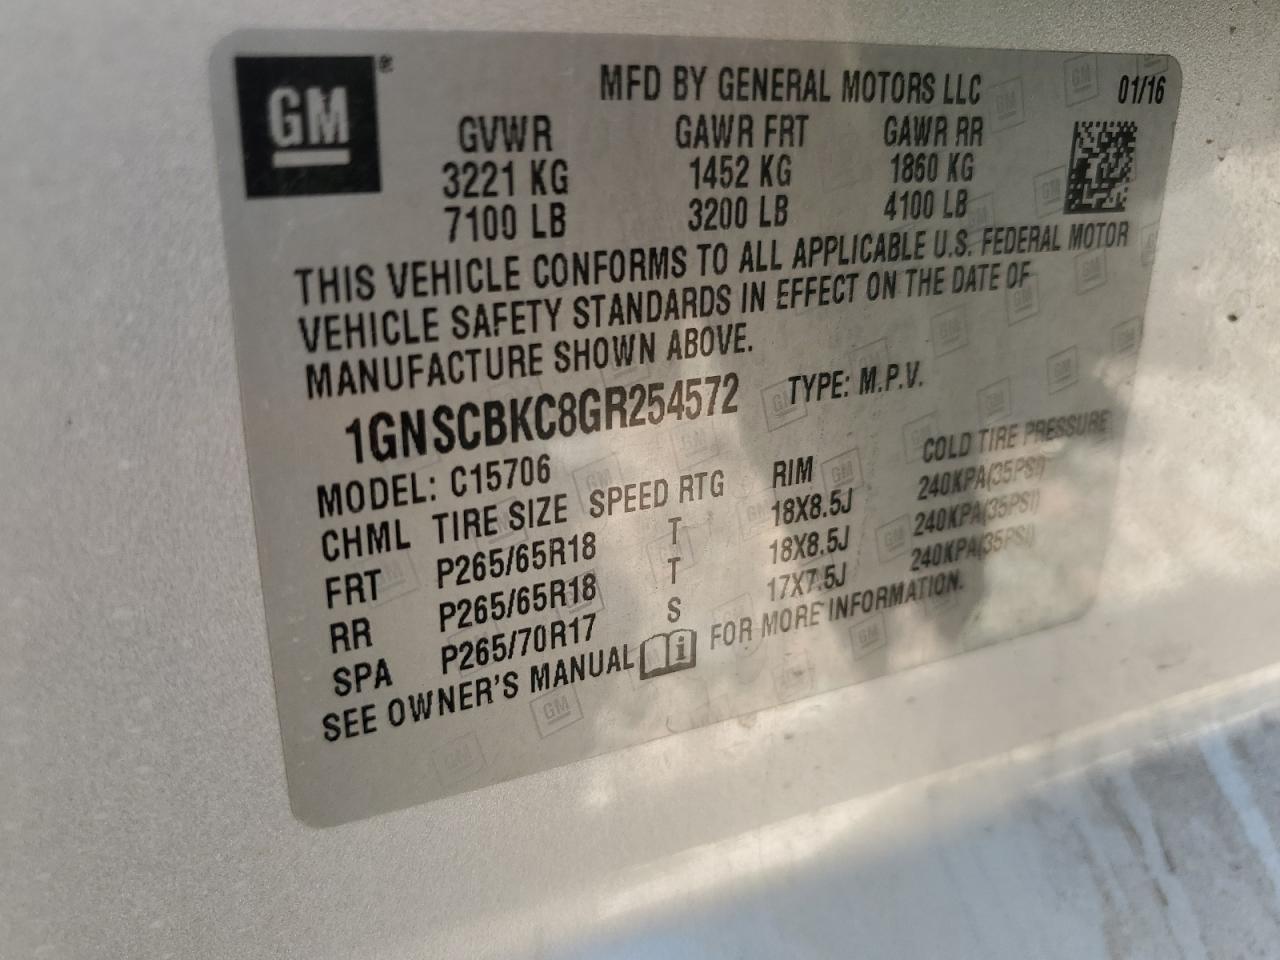 GM®
MFD BY GENERAL MOTORS LLC 01/16
GVWR GAWR FRT GAWR RR
3221 KG 1452 KG 1860 KG
7100 LB 3200 LB 4100 LB
THIS VEHICLE CONFORMS TO ALL APPLICABLE U.S. FEDERAL MOTOR
VEHICLE SAFETY STANDARDS IN EFFECT ON THE DATE OF
MANUFACTURE SHOWN ABOVE.
1GNSCBKC8GR254572 TYPE: M.P.V.
MODEL: C15706
CHML TIRE SIZE SPEED RTG RIM COLD TIRE PRESSURE
FRT P265/65R18 T 18X8.5J 240KPA(35PSI)
RR P265/65R18 T 18X8.5J 240KPA(35PSI)
SPA P265/70R17 S 17X7.5J 240KPA(35PSI)
SEE OWNER'S MANUAL i FOR MORE INFORMATION.